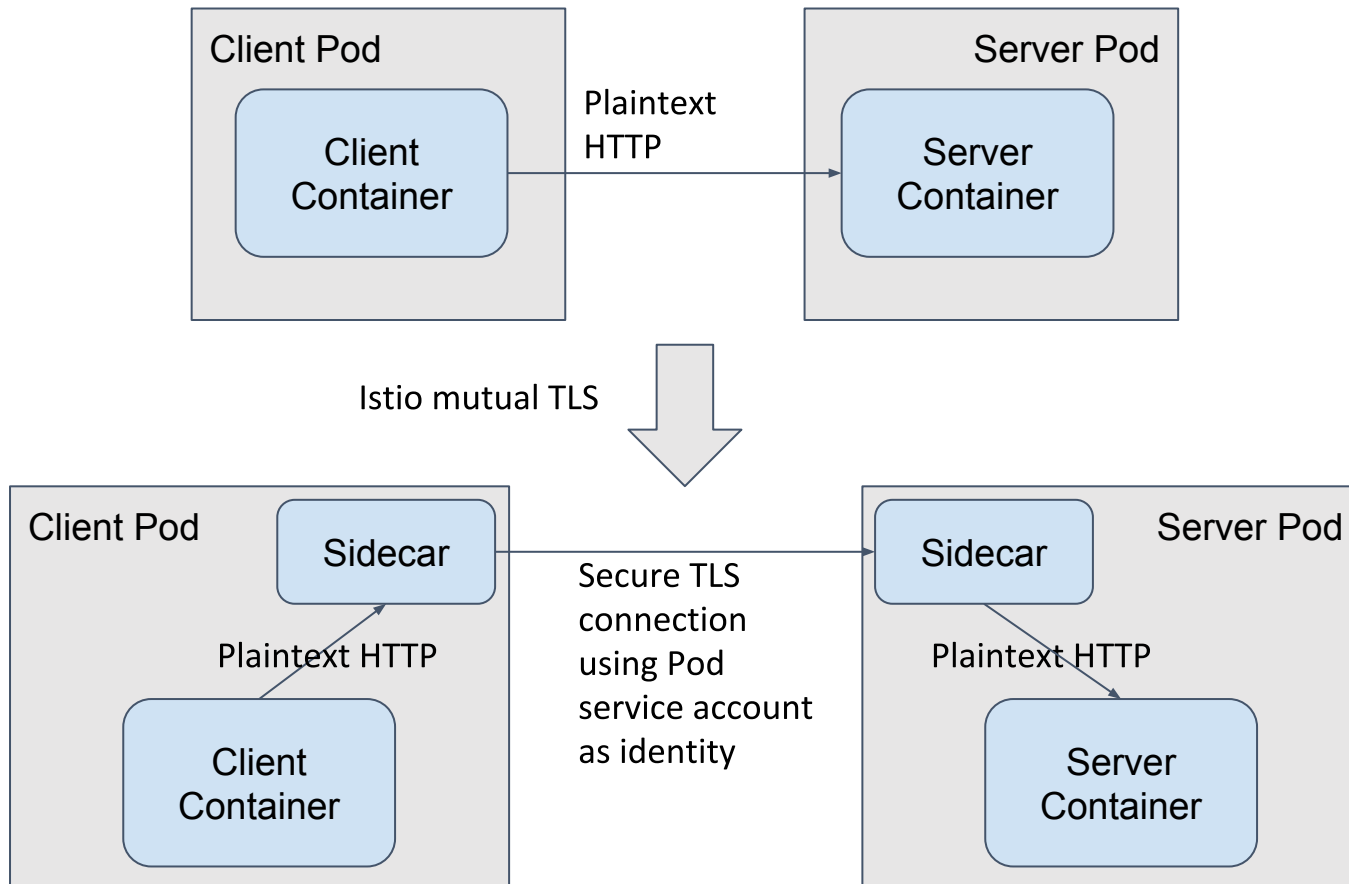 Client Pod
Server Pod
Plaintext
HTTP
Client
Container
Server
Container
Istio mutual TLS
Client Pod
Sidecar
Sidecar
Server Pod
Secure TLS
connection
using Pod
service account
as identity
Plaintext HTTP
Plaintext HTTP
Client
Container
Server
Container